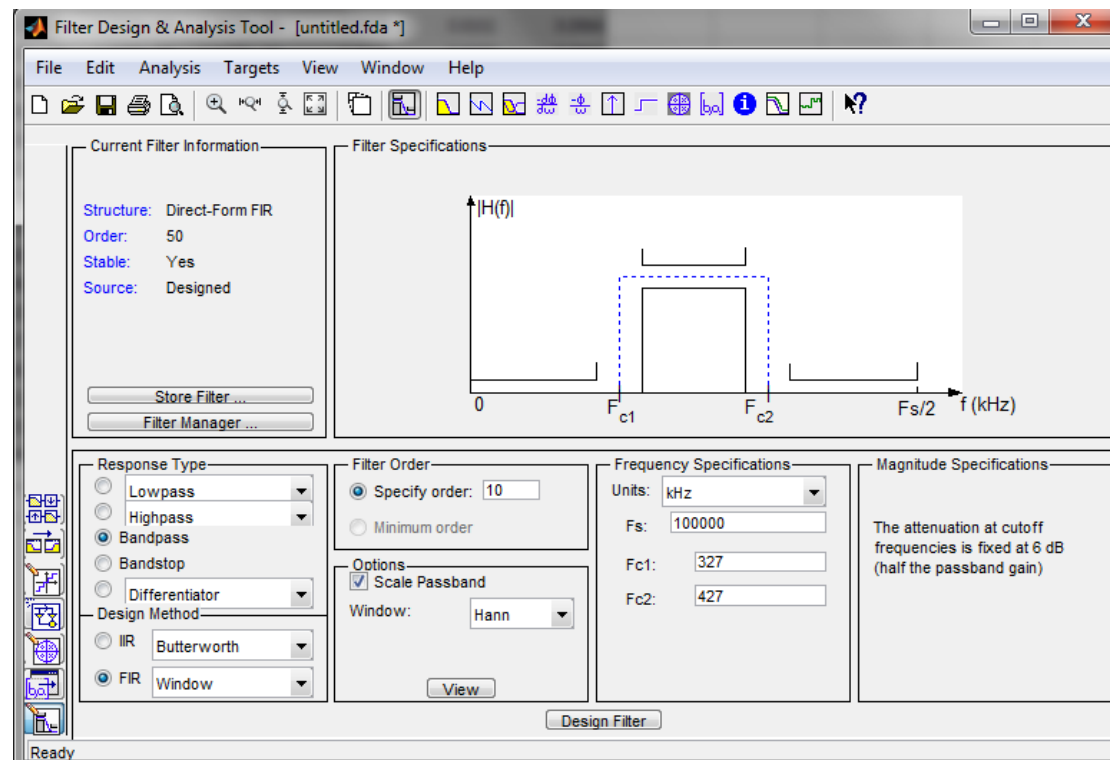 Filter Design & Analysis Tool - [untitled.fda *]
File Edit Analysis Targets View Window Help
Current Filter Information
Structure: Direct-Form FIR
Order: 50
Stable: Yes
Source: Designed
Store Filter ...
Filter Manager ...
Filter Specifications
|H(f)|
0 Fc1 Fc2 Fs/2 f (kHz)
Response Type
Lowpass
Highpass
Bandpass
Bandstop
Differentiator
Design Method
IIR Butterworth
FIR Window
Filter Order
Specify order: 10
Minimum order
Options
Scale Passband
Window: Hann
View
Frequency Specifications
Units: kHz
Fs: 100000
Fc1: 327
Fc2: 427
Magnitude Specifications
The attenuation at cutoff
frequencies is fixed at 6 dB
(half the passband gain)
Design Filter
Ready